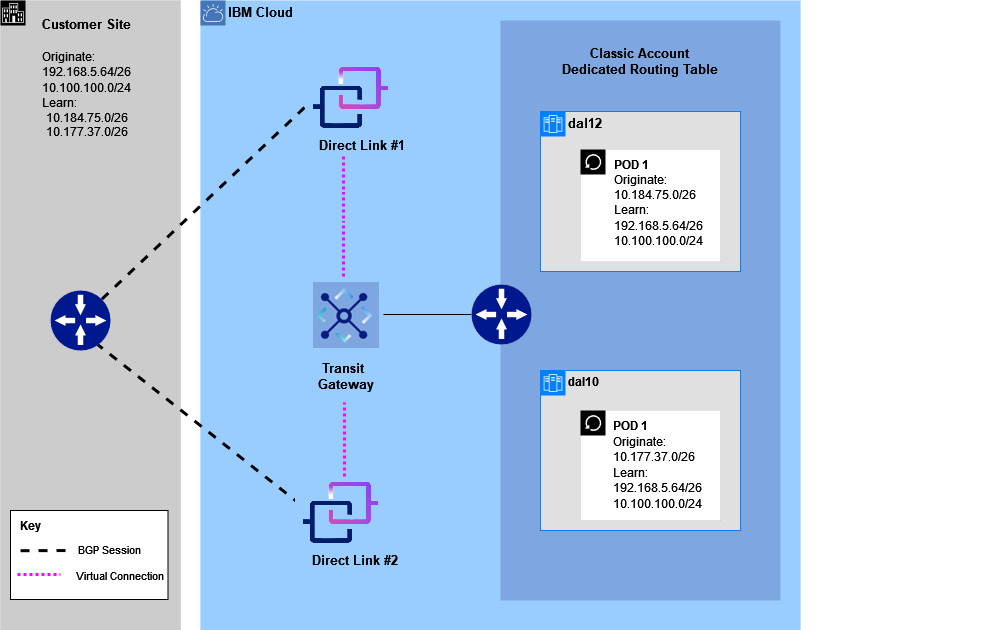 Customer Site
Originate:
192.168.5.64/26
10.100.100.0/24
Learn:
10.184.75.0/26
10.177.37.0/26
IBM Cloud
Direct Link #1
Transit
Gateway
Direct Link #2
Classic Account
Dedicated Routing Table
dal12
POD 1
Originate:
10.184.75.0/26
Learn:
192.168.5.64/26
10.100.100.0/24
dal10
POD 1
Originate:
10.177.37.0/26
Learn:
192.168.5.64/26
10.100.100.0/24
Key
BGP Session
Virtual Connection